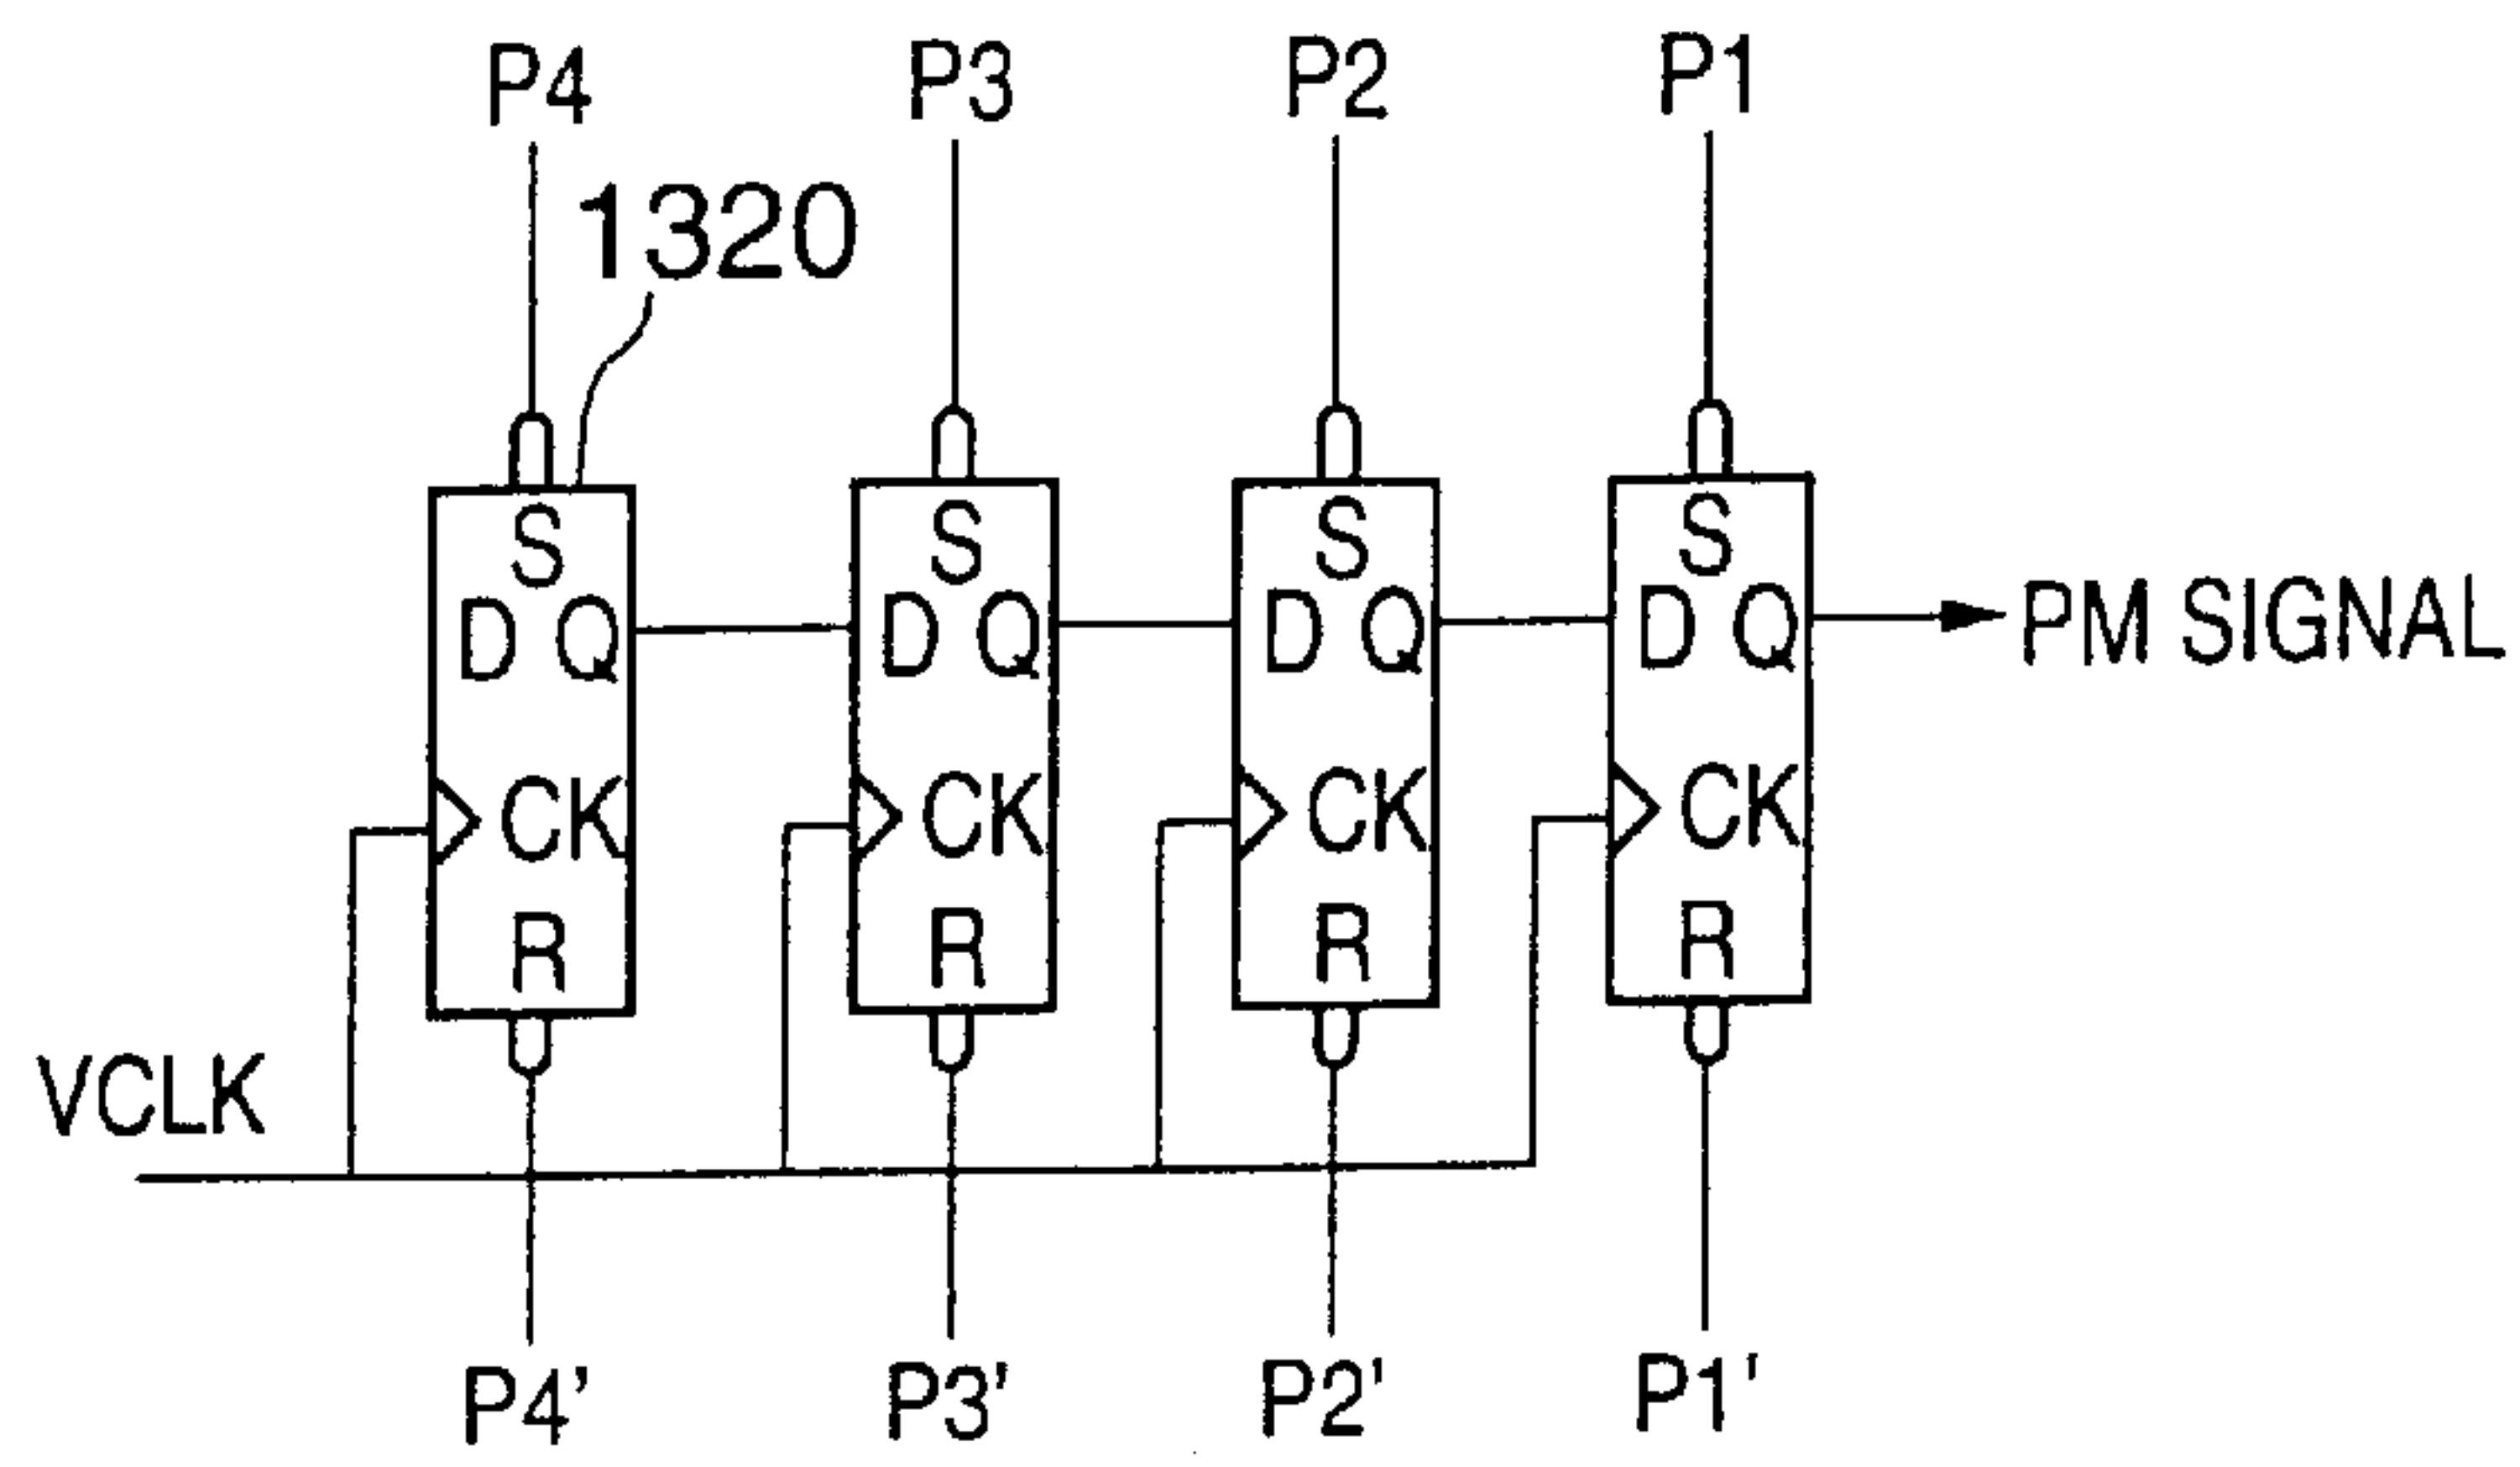 P4 P3 P2 P1
1320
S S S S
D Q D Q D Q D Q PM SIGNAL
CK CK CK CK
R R R R
VCLK
P4' P3' P2' P1'